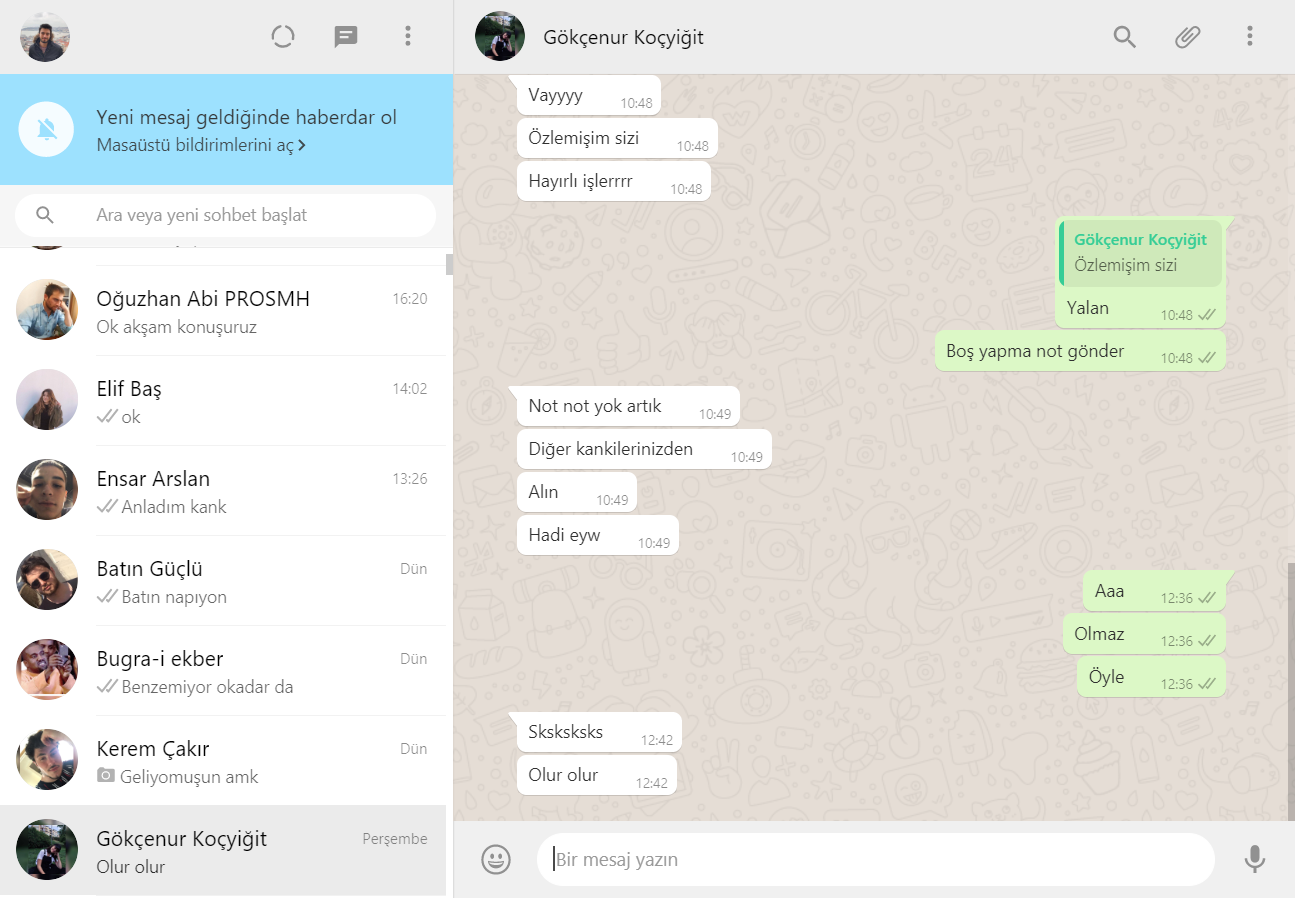 Yeni mesaj geldiğinde haberdar ol
Masaüstü bildirimlerini aç
Ara veya yeni sohbet başlat
Oğuzhan Abi PROSMH 16:20
Ok akşam konuşuruz
Elif Baş 14:02
ok
Ensar Arslan 13:26
Anladım kank
Batın Güçlü Dün
Batın napıyon
Bugra-i ekber Dün
Benzemiyor okadar da
Kerem Çakır Dün
Geliyomuşun amk
Gökçenur Koçyiğit Perşembe
Olur olur
Gökçenur Koçyiğit
Vayyyy 10:48
Özlemişim sizi 10:48
Hayırlı işlerrrr 10:48
Gökçenur Koçyiğit
Özlemişim sizi
Yalan 10:48
Boş yapma not gönder 10:48
Not not yok artık 10:49
Diğer kankilerinizden 10:49
Alın 10:49
Hadi eyw 10:49
Aaa 12:36
Olmaz 12:36
Öyle 12:36
Sksksksks 12:42
Olur olur 12:42
Bir mesaj yazın